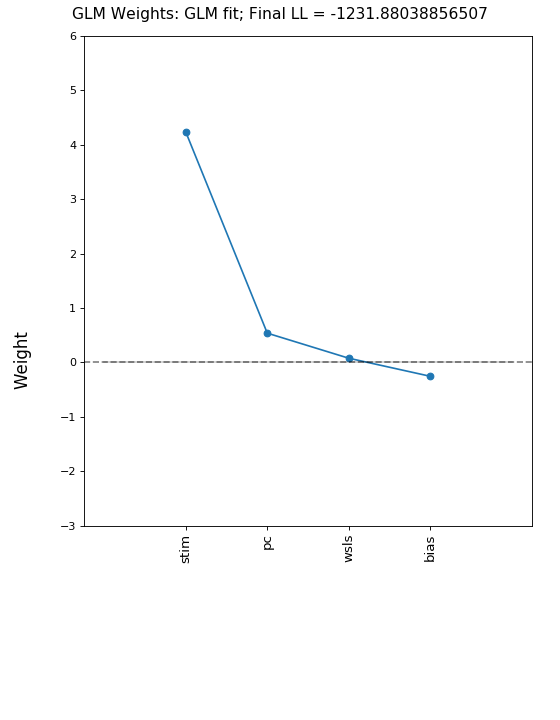 GLM Weights: GLM fit; Final LL = -1231.88038856507
6
5
4
3
2
1
0
−1
−2
−3
Weight
stim
pc
wsls
bias